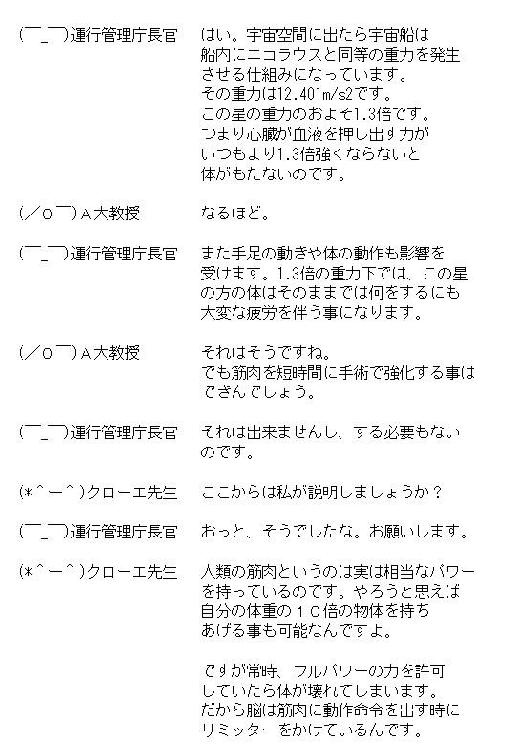 (￣_￣)運行管理庁長官 はい。宇宙空間に出たら宇宙船は
船内にニコラウスと同等の重力を発生
させる仕組みになっています。
その重力は12.40 m/s2です。
この星の重力のおよそ1.3倍です。
つまり心臓が血液を押し出す力が
いつもより1.3倍強くならないと
体がもたないのです。
(／０￣)Ａ大教授 なるほど。
(￣_￣)運行管理庁長官 また手足の動きや体の動作も影響を
受けます。1.3倍の重力下では、この星
の方の体はそのままでは何をするにも
大変な疲労を伴う事になります。
(／０￣)Ａ大教授 それはそうですね。
でも筋肉を短時間に手術で強化する事は
できんでしょう。
(￣_￣)運行管理庁長官 それは出来ませんし、する必要もない
のです。
(*＾ー＾)クローエ先生 ここからは私が説明しましょうか？
(￣_￣)運行管理庁長官 おっと、そうでしたな。お願いします。
(*＾ー＾)クローエ先生 人類の筋肉というのは実は相当なパワー
を持っているのです。やろうと思えば
自分の体重の１０倍の物体を持ち
あげる事も可能なんですよ。
ですが常時、フルパワーの力を許可
していたら体が壊れてしまいます。
だから脳は筋肉に動作命令を出す時に
リミッターをかけているんです。